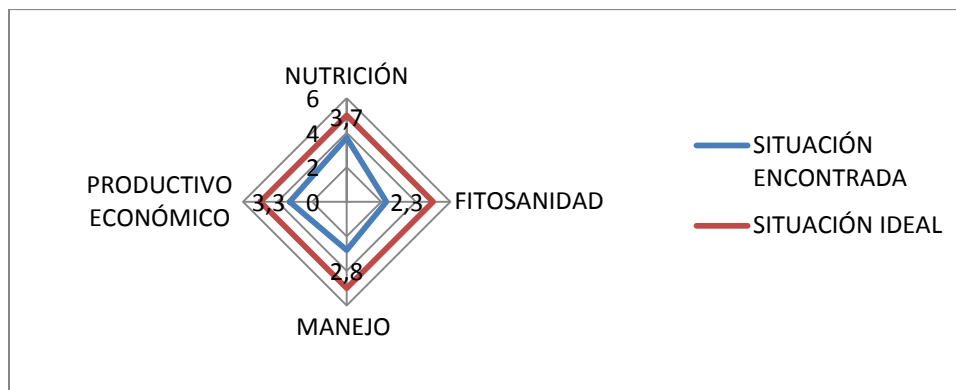 NUTRICIÓN
6
3,7
4
2
PRODUCTIVO
ECONÓMICO
3,3
0
2,3
FITOSANIDAD
2,8
MANEJO
SITUACIÓN
ENCONTRADA
SITUACIÓN IDEAL